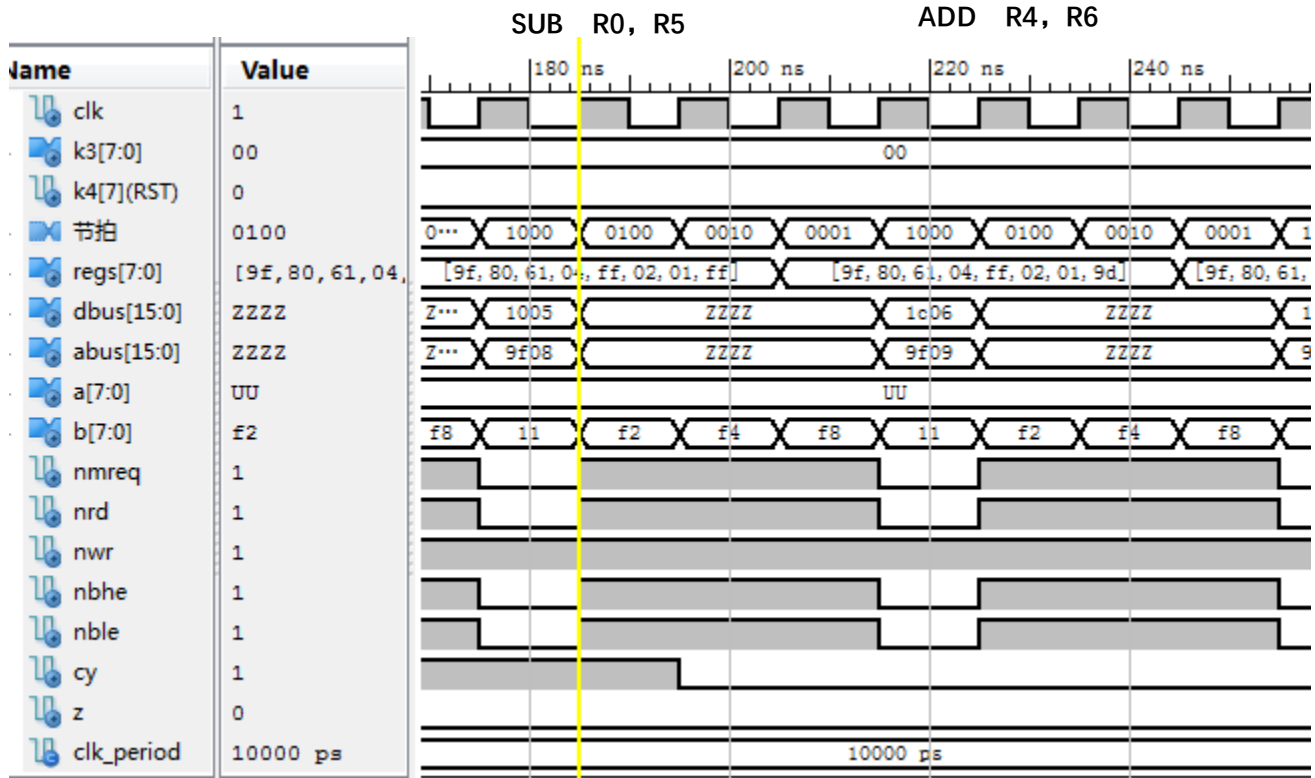 SUB R0, R5 ADD R4, R6
Name Value 180 ns 200 ns 220 ns 240 ns
clk 1
k3[7:0] 00 00
k4[7](RST) 0
节拍 0100 0… 1000 0100 0010 0001 1000 0100 0010 0001 1
regs[7:0] [9f,80,61,04, [9f,80,61,04,ff,02,01,ff] [9f,80,61,04,ff,02,01,9d] [9f,80,61,
dbus[15:0] ZZZZ Z… 1005 ZZZZ 1c06 ZZZZ 1
abus[15:0] ZZZZ Z… 9f08 ZZZZ 9f09 ZZZZ 9
a[7:0] UU UU
b[7:0] f2 f8 11 f2 f4 f8 11 f2 f4 f8
nmreq 1
nrd 1
nwr 1
nbhe 1
nble 1
cy 1
z 0
clk_period 10000 ps 10000 ps